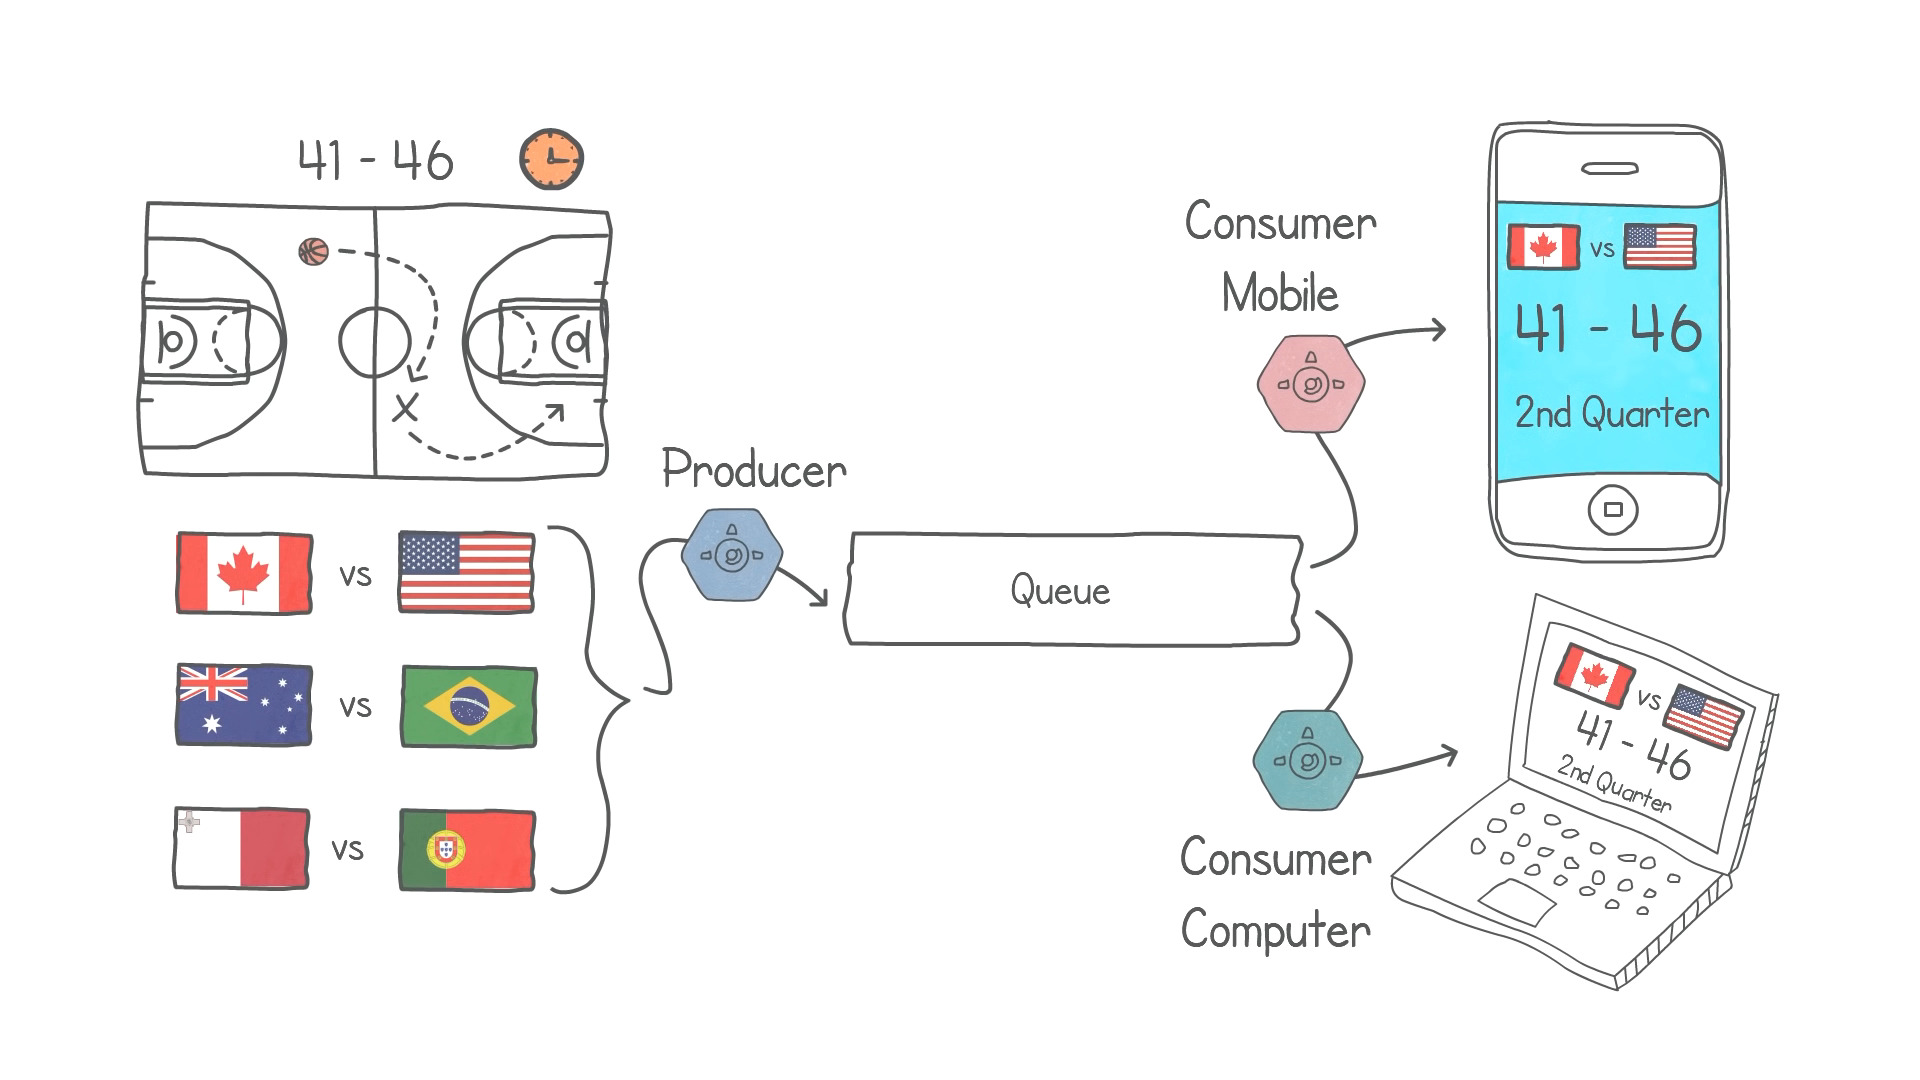 41 - 46
vs
vs
vs
Producer
Queue
Consumer
Mobile
vs
41 - 46
2nd Quarter
Consumer
Computer
vs
41 - 46
2nd Quarter